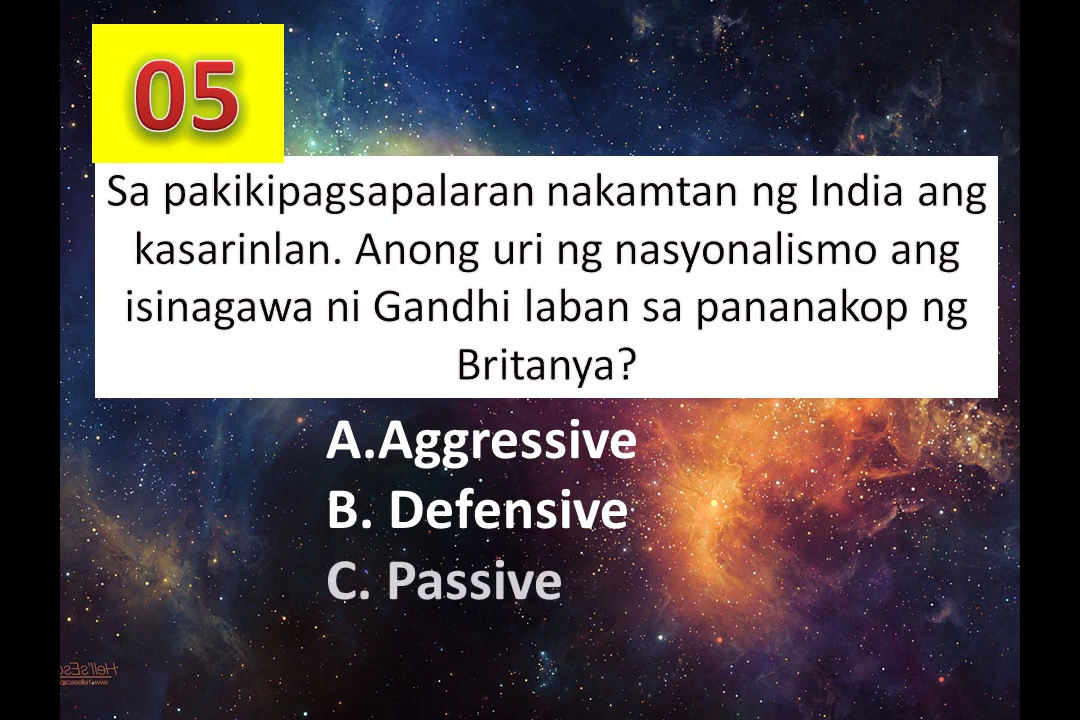 05
Sa pakikipagsapalaran nakamtan ng India ang
kasarinlan. Anong uri ng nasyonalismo ang
isinagawa ni Gandhi laban sa pananakop ng
Britanya?
A.Aggressive
B. Defensive
C. Passive